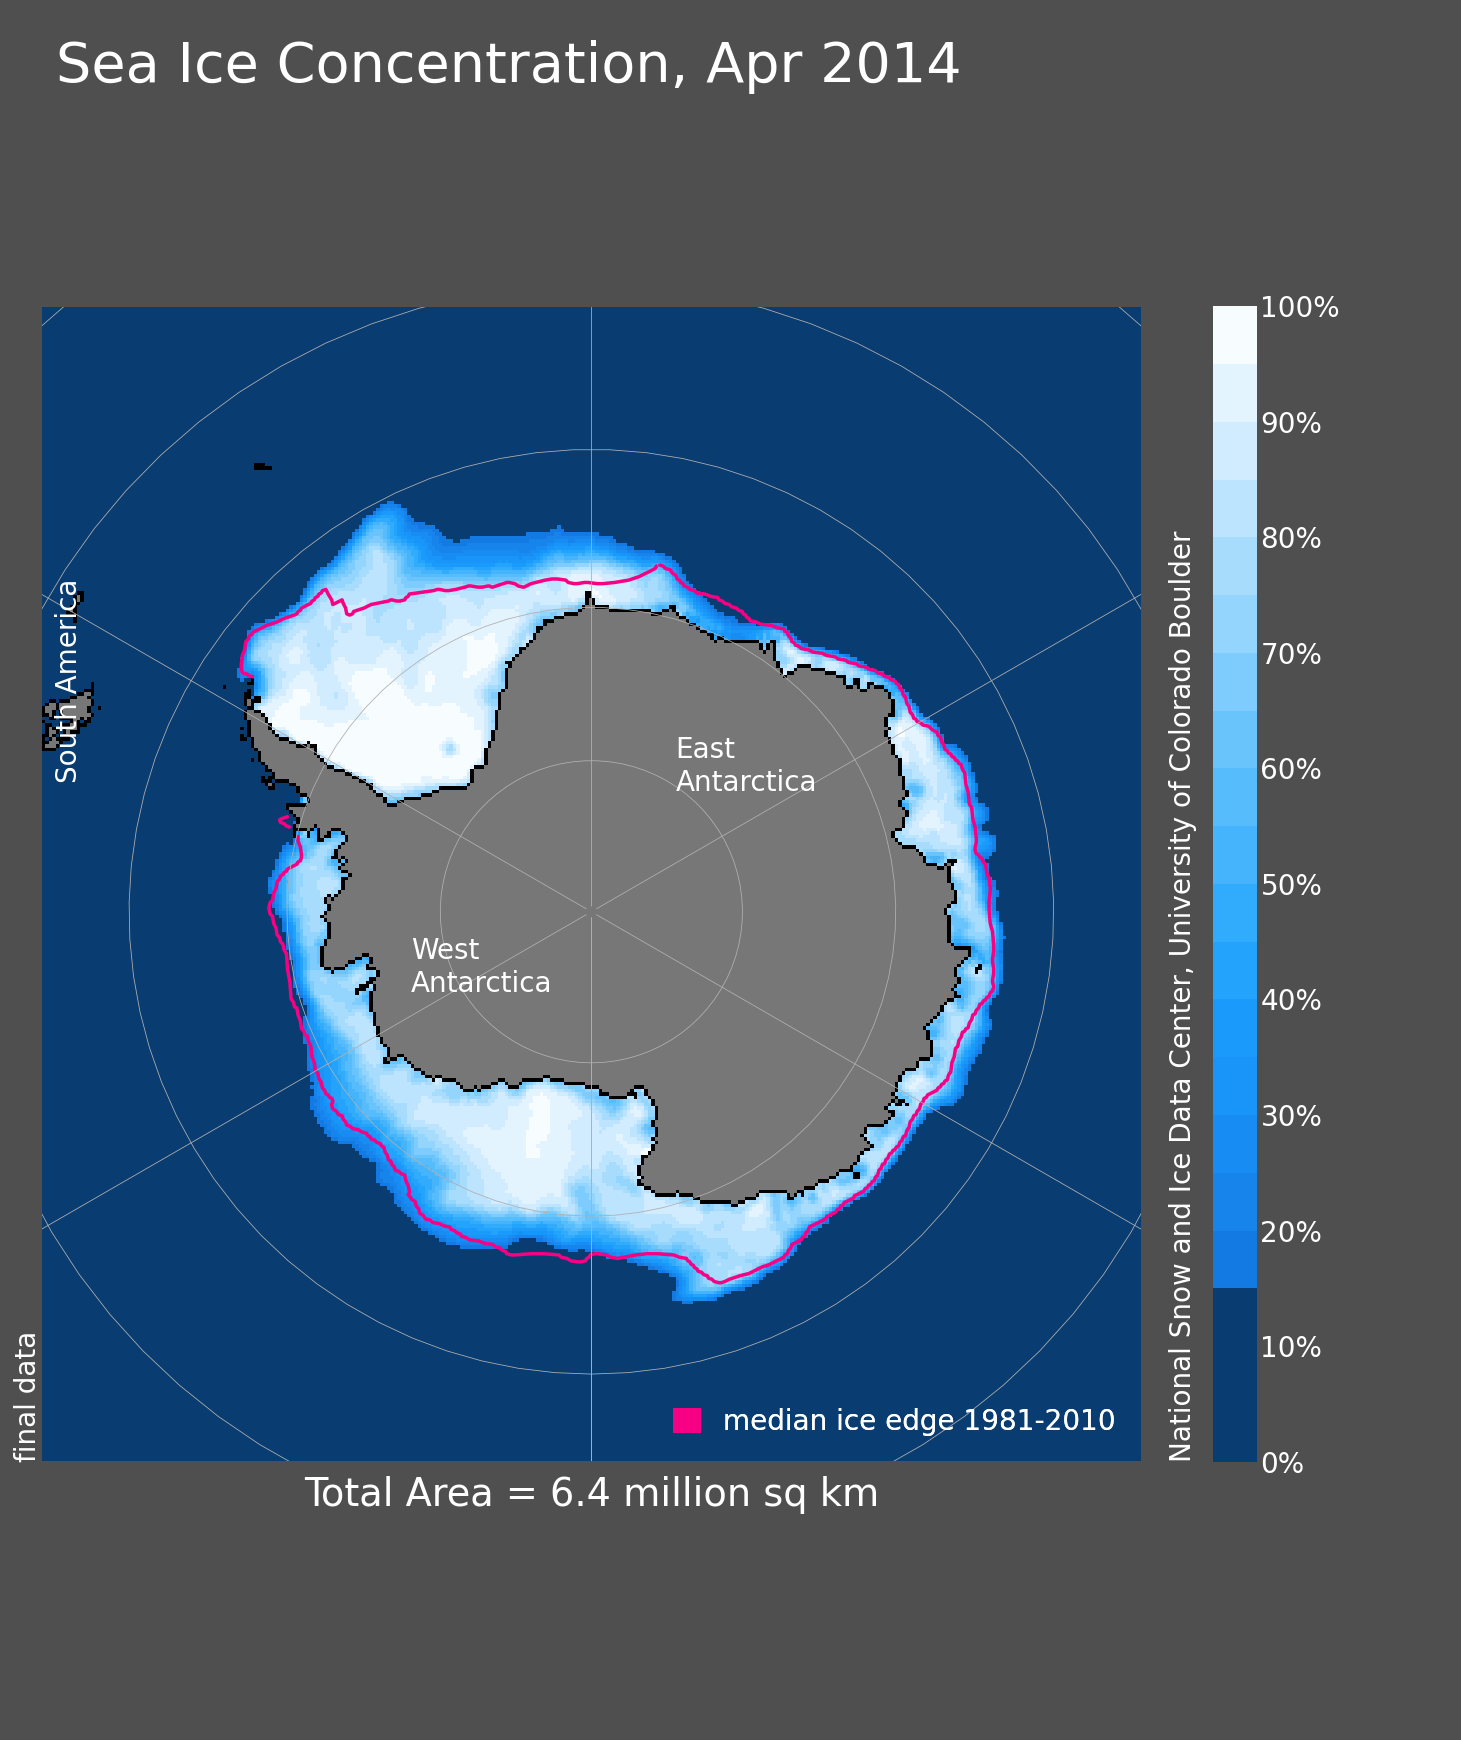 Sea Ice Concentration, Apr 2014
South America
East
Antarctica
West
Antarctica
final data
median ice edge 1981-2010
Total Area = 6.4 million sq km
National Snow and Ice Data Center, University of Colorado Boulder
100%
90%
80%
70%
60%
50%
40%
30%
20%
10%
0%